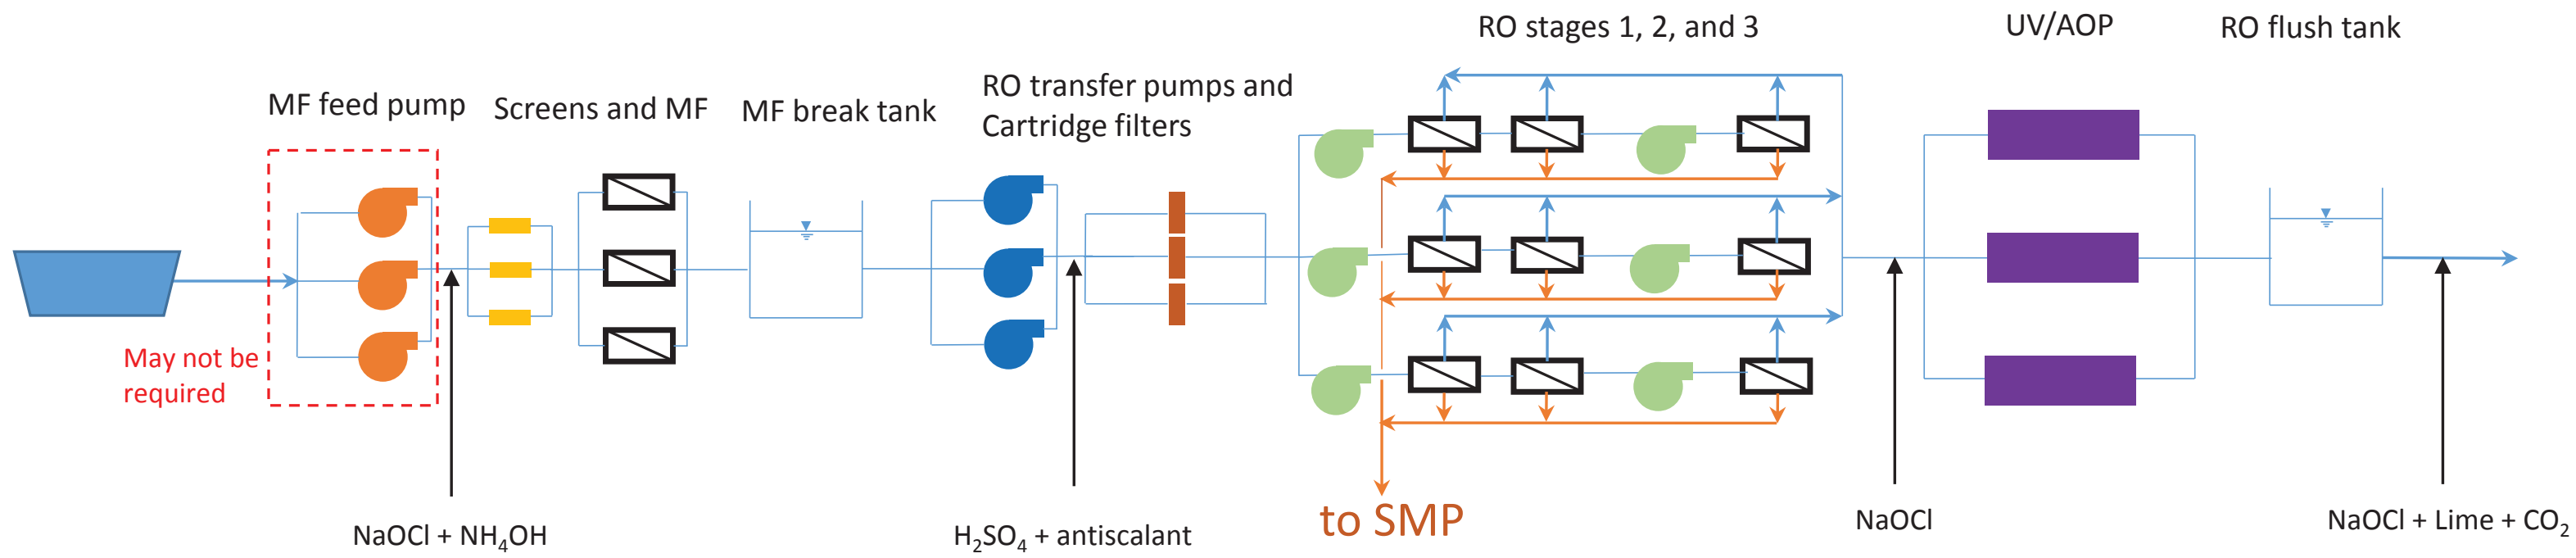 RO stages 1, 2, and 3
UV/AOP
RO flush tank
MF feed pump
Screens and MF
MF break tank
RO transfer pumps and
Cartridge filters
May not be
required
NaOCl + NH₄OH
H₂SO₄ + antiscalant
to SMP
NaOCl
NaOCl + Lime + CO₂